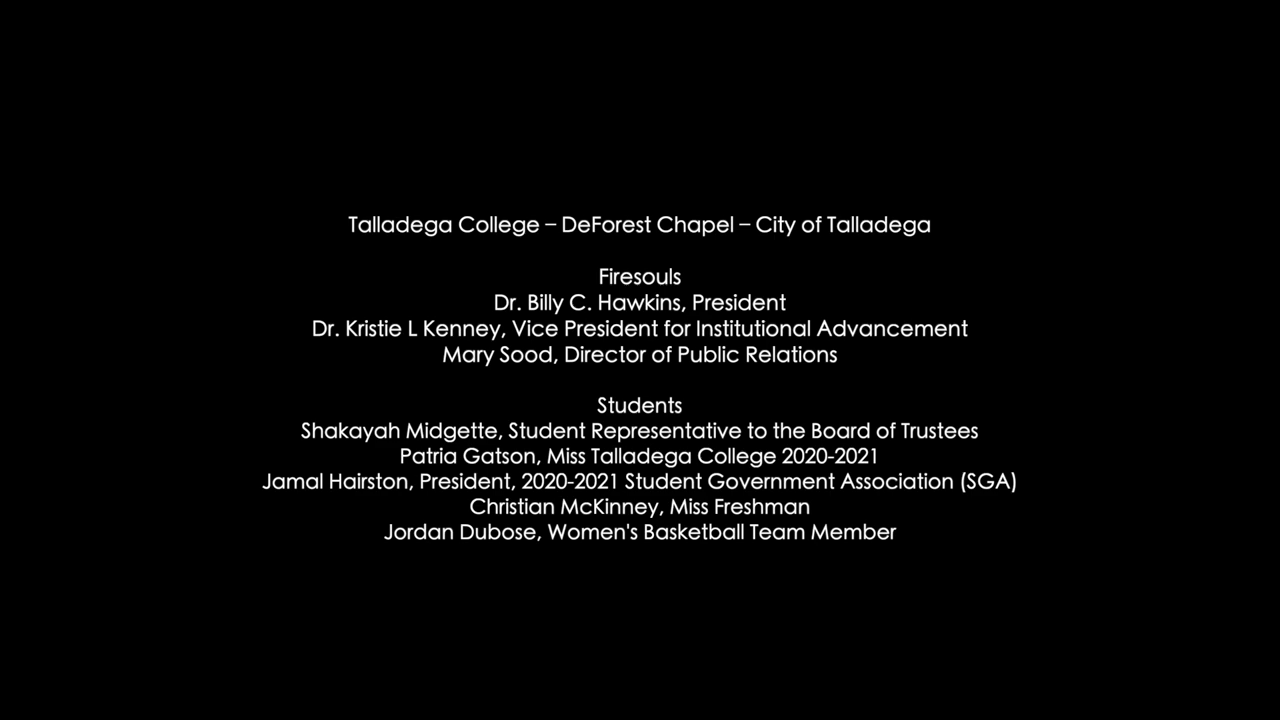 Talladega College – DeForest Chapel – City of Talladega
Firesouls
Dr. Billy C. Hawkins, President
Dr. Kristie L Kenney, Vice President for Institutional Advancement
Mary Sood, Director of Public Relations
Students
Shakayah Midgette, Student Representative to the Board of Trustees
Patria Gatson, Miss Talladega College 2020-2021
Jamal Hairston, President, 2020-2021 Student Government Association (SGA)
Christian McKinney, Miss Freshman
Jordan Dubose, Women's Basketball Team Member